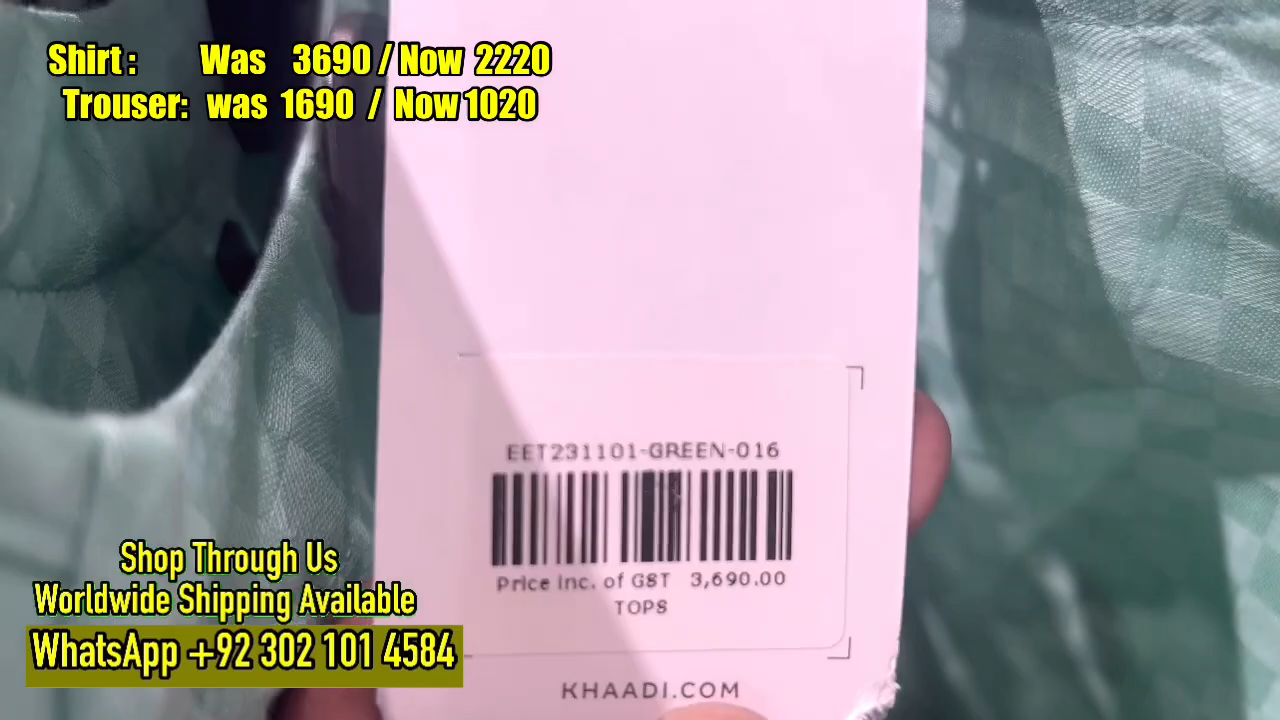 Shirt : Was 3690 / Now 2220
Trouser: was 1690 / Now 1020
EET231101-GREEN-016
Price Inc. of GST 3,690.00
TOPS
KHAADI.COM
Shop Through Us
Worldwide Shipping Available
WhatsApp +92 302 101 4584